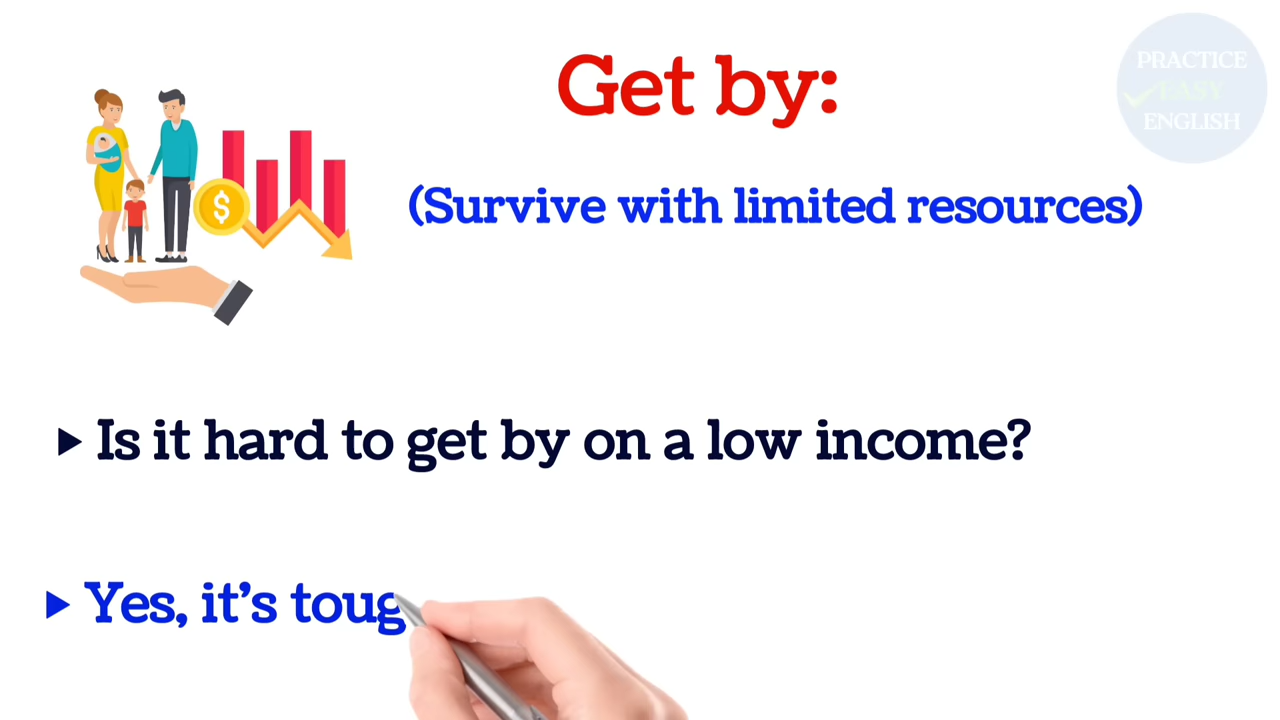 Get by:
(Survive with limited resources)
PRACTICE
EASY
ENGLISH
$
▶ Is it hard to get by on a low income?
▶ Yes, it’s toug